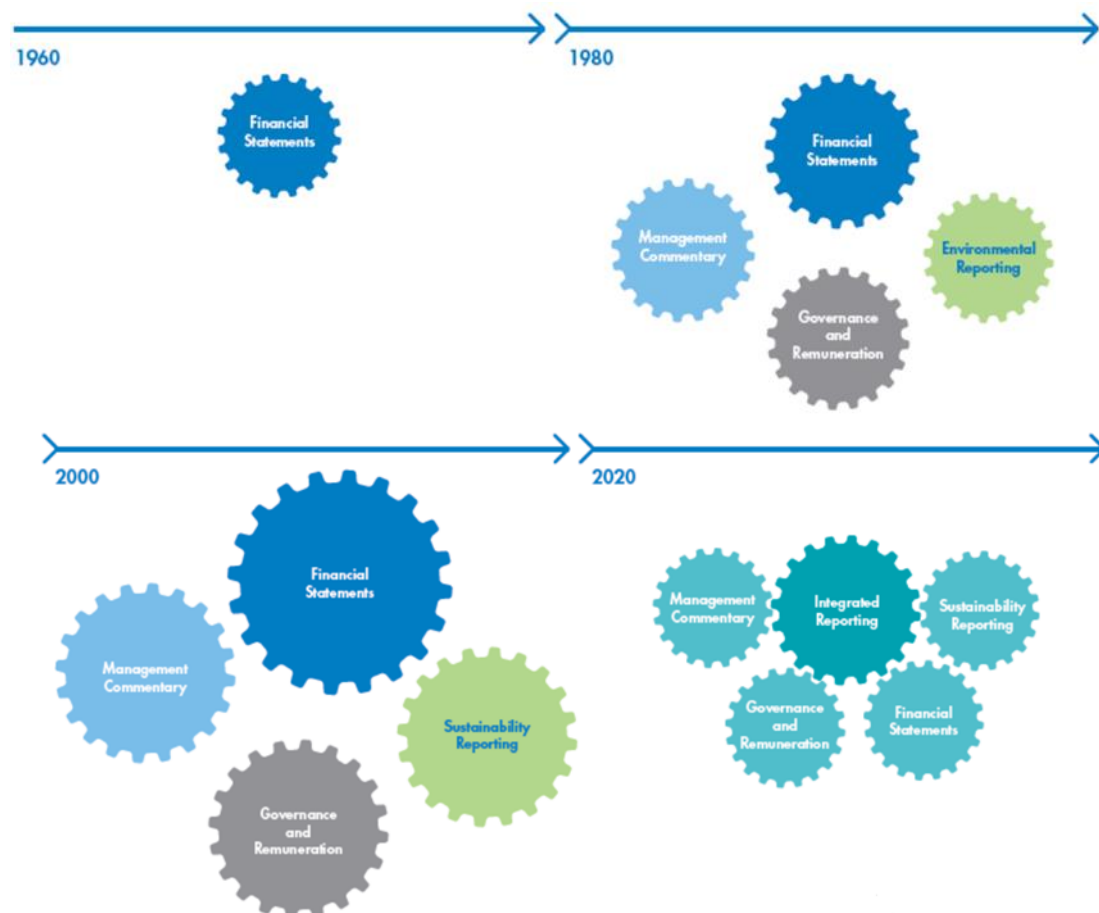 1960
Financial
Statements
1980
Financial
Statements
Management
Commentary
Environmental
Reporting
Governance
and
Remuneration
2000
Financial
Statements
Management
Commentary
Sustainability
Reporting
Governance
and
Remuneration
2020
Management
Commentary
Integrated
Reporting
Sustainability
Reporting
Governance
and
Remuneration
Financial
Statements